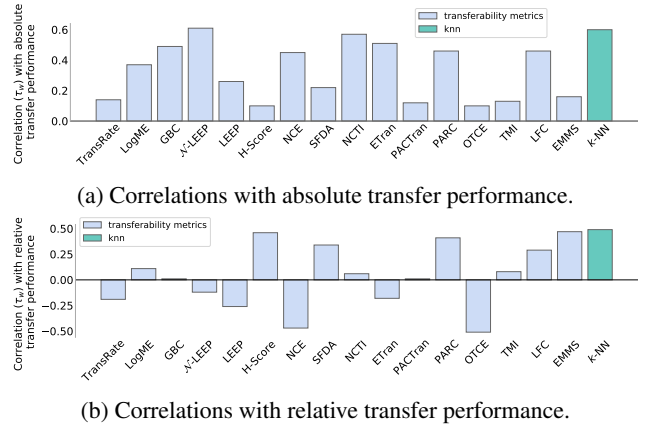 Correlation (τw) with absolute
transfer performance
0.6
0.4
0.2
0.0
transferability metrics
knn
TransRate
LogME
GBC
𝒩-LEEP
LEEP
H-Score
NCE
SFDA
NCTI
ETran
PACTran
PARC
OTCE
TMI
LFC
EMMS
k-NN
(a) Correlations with absolute transfer performance.
Correlation (τw) with relative
transfer performance
0.50
0.25
0.00
−0.25
−0.50
transferability metrics
knn
TransRate
LogME
GBC
𝒩-LEEP
LEEP
H-Score
NCE
SFDA
NCTI
ETran
PACTran
PARC
OTCE
TMI
LFC
EMMS
k-NN
(b) Correlations with relative transfer performance.